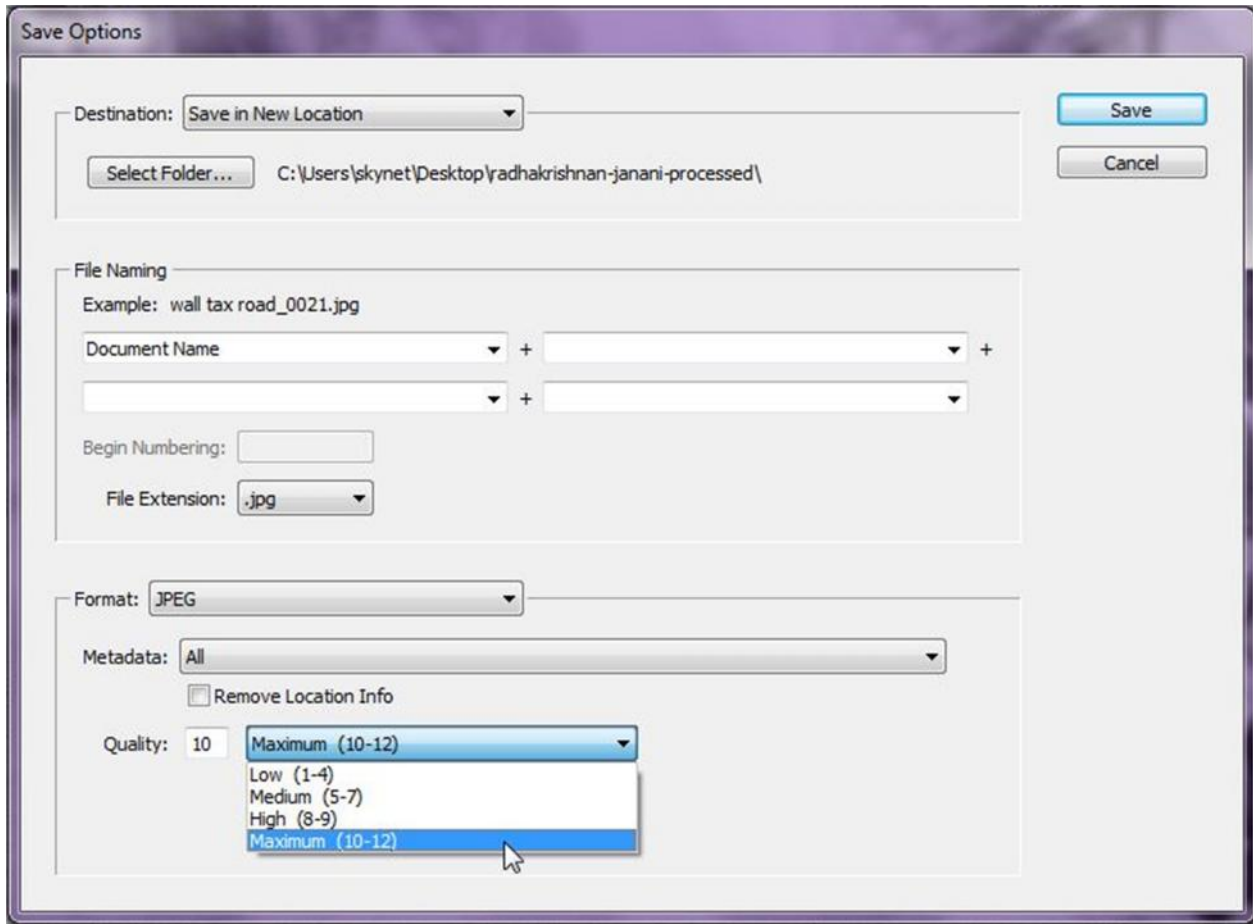 Save Options
Destination: Save in New Location
Save
Select Folder... C:\Users\skynet\Desktop\radhakrishnan-janani-processed\
Cancel
File Naming
Example: wall tax road_0021.jpg
Document Name + +
+
Begin Numbering:
File Extension: .jpg
Format: JPEG
Metadata: All
Remove Location Info
Quality: 10 Maximum (10-12)
Low (1-4)
Medium (5-7)
High (8-9)
Maximum (10-12)